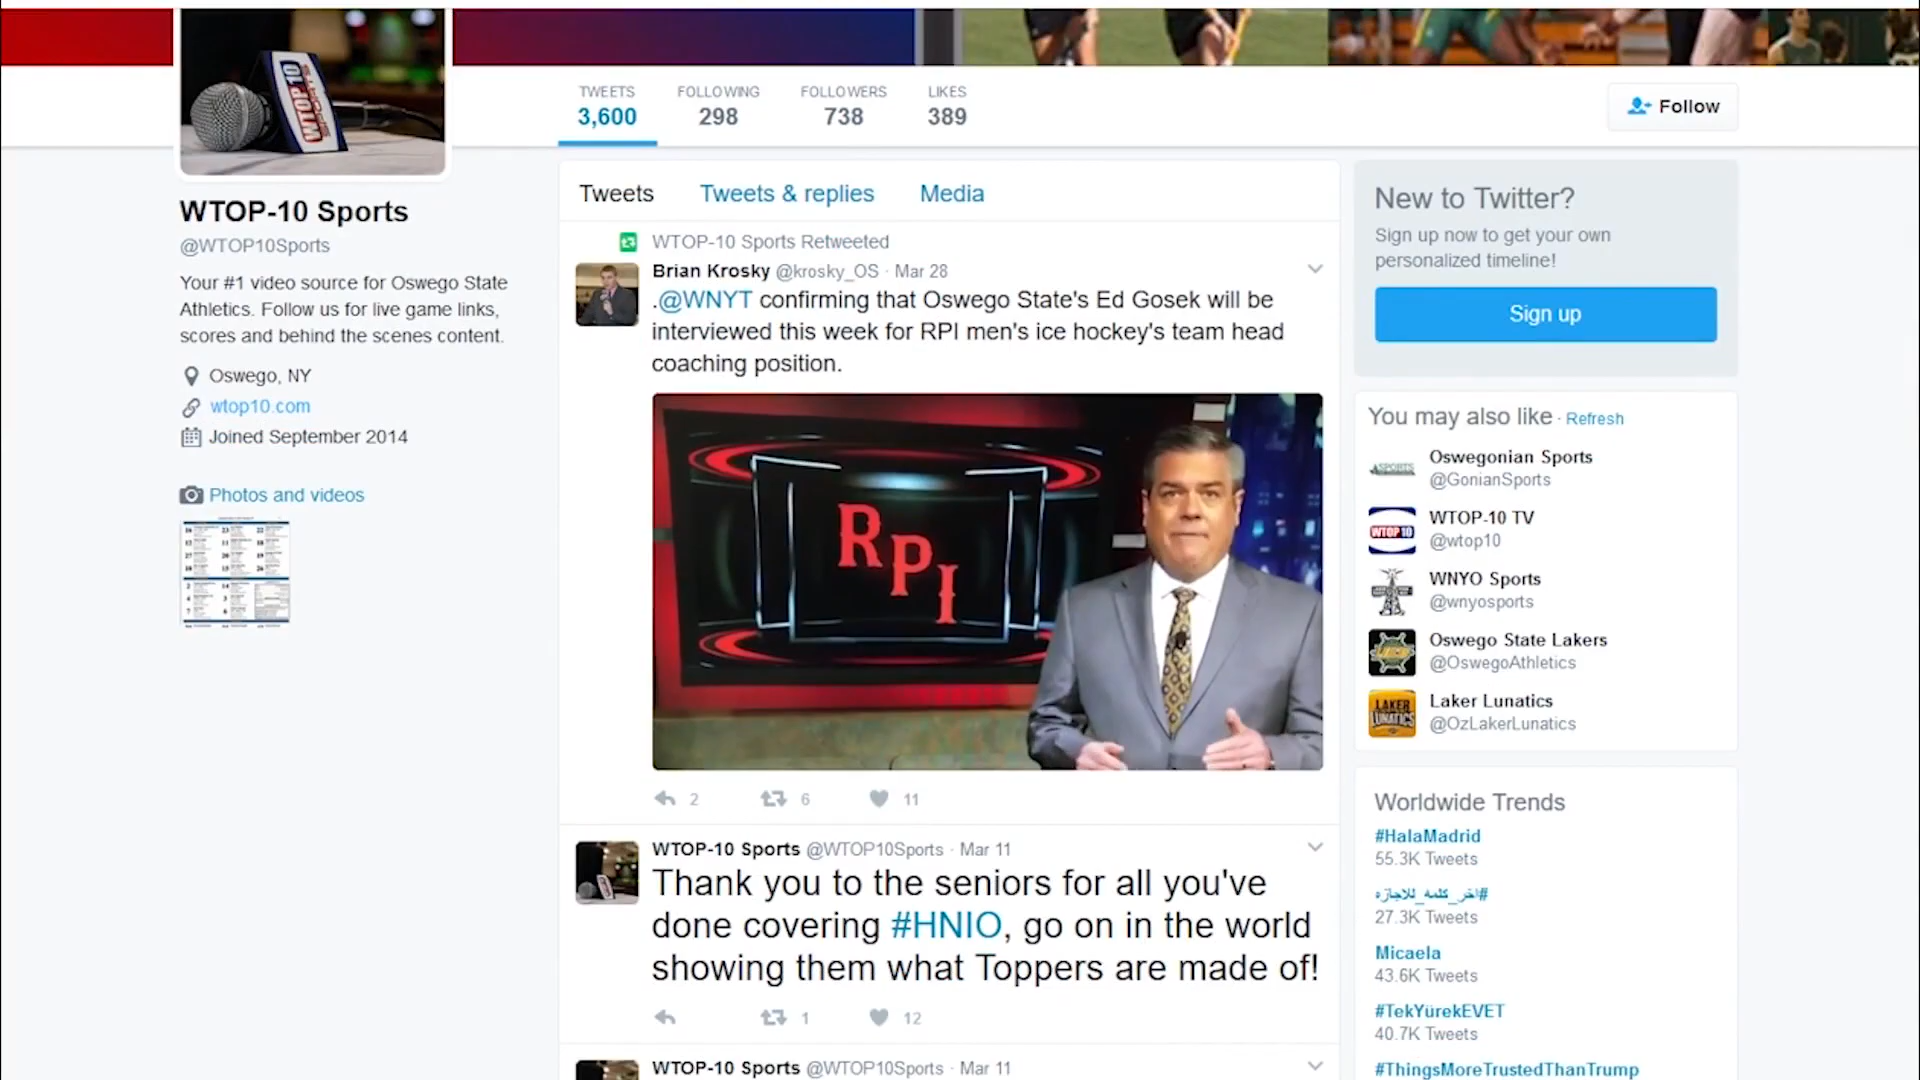 WTOP 10
SPORTS
TWEETS
3,600
FOLLOWING
298
FOLLOWERS
738
LIKES
389
Follow
WTOP-10 Sports
@WTOP10Sports
Your #1 video source for Oswego State
Athletics. Follow us for live game links,
scores and behind the scenes content.
Oswego, NY
wtop10.com
Joined September 2014
Photos and videos
Tweets Tweets & replies Media
WTOP-10 Sports Retweeted
Brian Krosky @krosky_OS · Mar 28
.@WNYT confirming that Oswego State's Ed Gosek will be
interviewed this week for RPI men's ice hockey's team head
coaching position.
RPI
2 6 11
WTOP-10 Sports @WTOP10Sports · Mar 11
Thank you to the seniors for all you've
done covering #HNIO, go on in the world
showing them what Toppers are made of!
1 12
WTOP-10 Sports @WTOP10Sports · Mar 11
New to Twitter?
Sign up now to get your own
personalized timeline!
Sign up
You may also like · Refresh
SPORTS
Oswegonian Sports
@GonianSports
WTOP 10
WTOP-10 TV
@wtop10
WNYO Sports
@wnyosports
Oswego State Lakers
@OswegoAthletics
LAKER
LUNATICS
Laker Lunatics
@OzLakerLunatics
Worldwide Trends
#HalaMadrid
55.3K Tweets
#اخر_كلمه_للاجازه
27.3K Tweets
Micaela
43.6K Tweets
#TekYürekEVET
40.7K Tweets
#ThingsMoreTrustedThanTrump